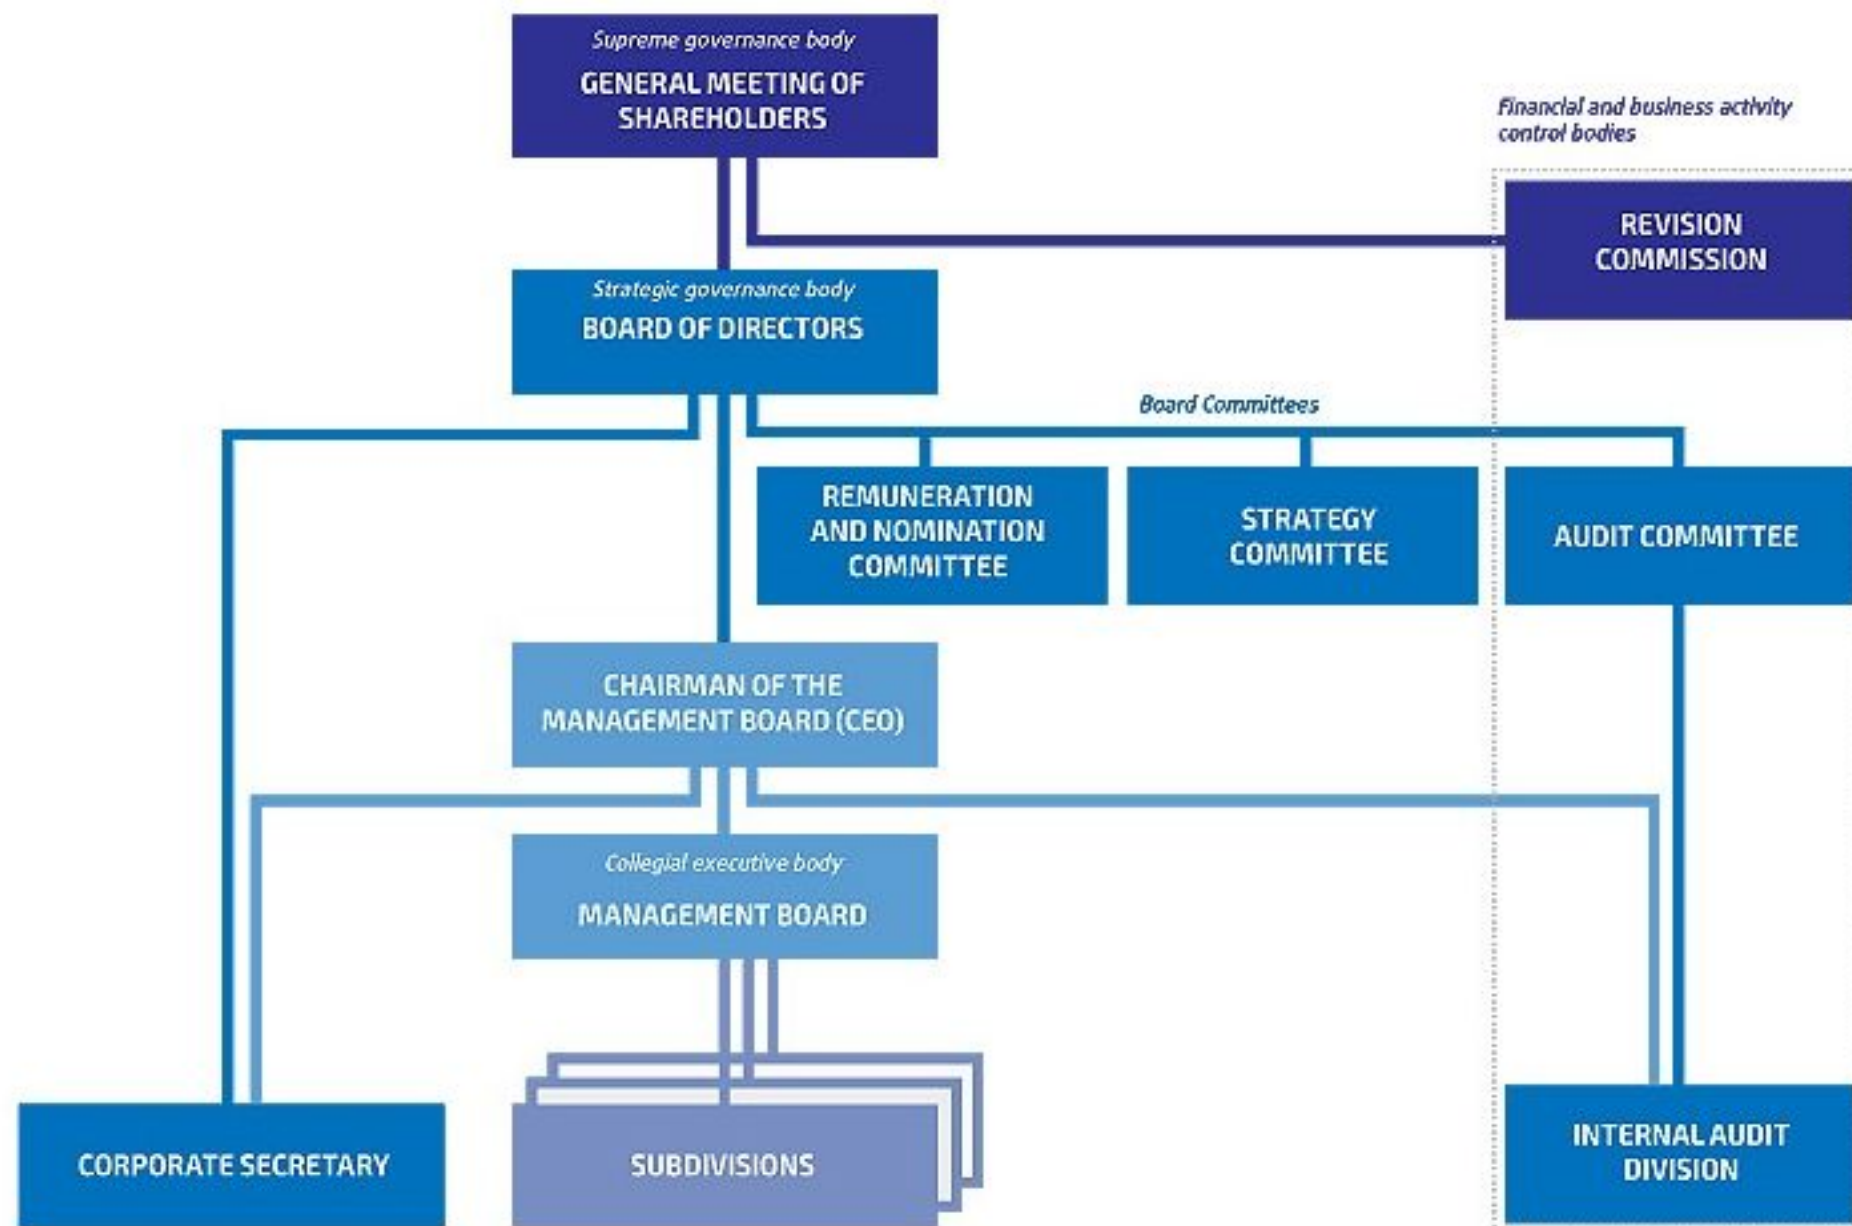 Supreme governance body
GENERAL MEETING OF
SHAREHOLDERS
Financial and business activity
control bodies
REVISION
COMMISSION
Strategic governance body
BOARD OF DIRECTORS
Board Committees
REMUNERATION
AND NOMINATION
COMMITTEE
STRATEGY
COMMITTEE
AUDIT COMMITTEE
CHAIRMAN OF THE
MANAGEMENT BOARD (CEO)
Collegial executive body
MANAGEMENT BOARD
CORPORATE SECRETARY
SUBDIVISIONS
INTERNAL AUDIT
DIVISION